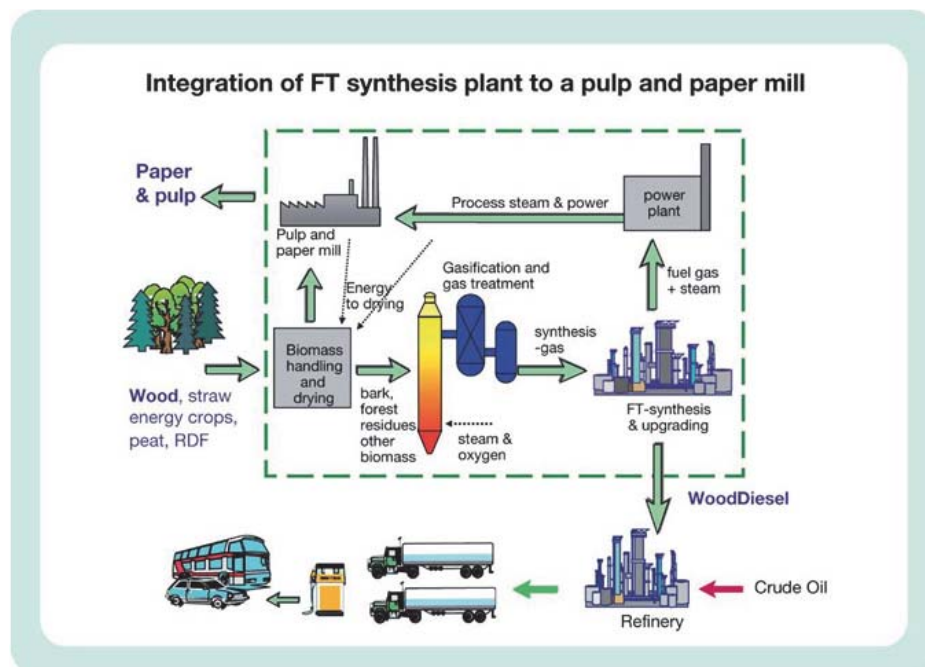 Integration of FT synthesis plant to a pulp and paper mill
Paper
& pulp
Pulp and
paper mill
Process steam & power
power
plant
Energy
to drying
Gasification and
gas treatment
fuel gas
+ steam
Biomass
handling
and
drying
synthesis
-gas
Wood, straw
energy crops,
peat, RDF
bark,
forest
residues,
other
biomass
steam &
oxygen
FT-synthesis
& upgrading
WoodDiesel
Crude Oil
Refinery